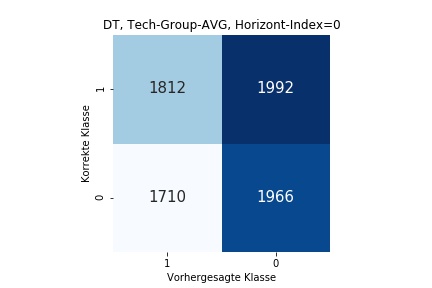 DT, Tech-Group-AVG, Horizont-Index=0
Korrekte Klasse
1
1812
1992
0
1710
1966
1
0
Vorhergesagte Klasse